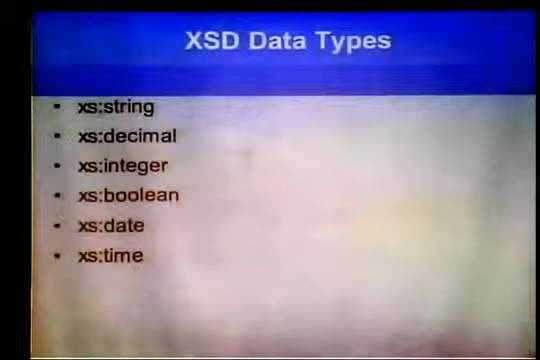 XSD Data Types
• xs:string
• xs:decimal
• xs:integer
• xs:boolean
• xs:date
• xs:time